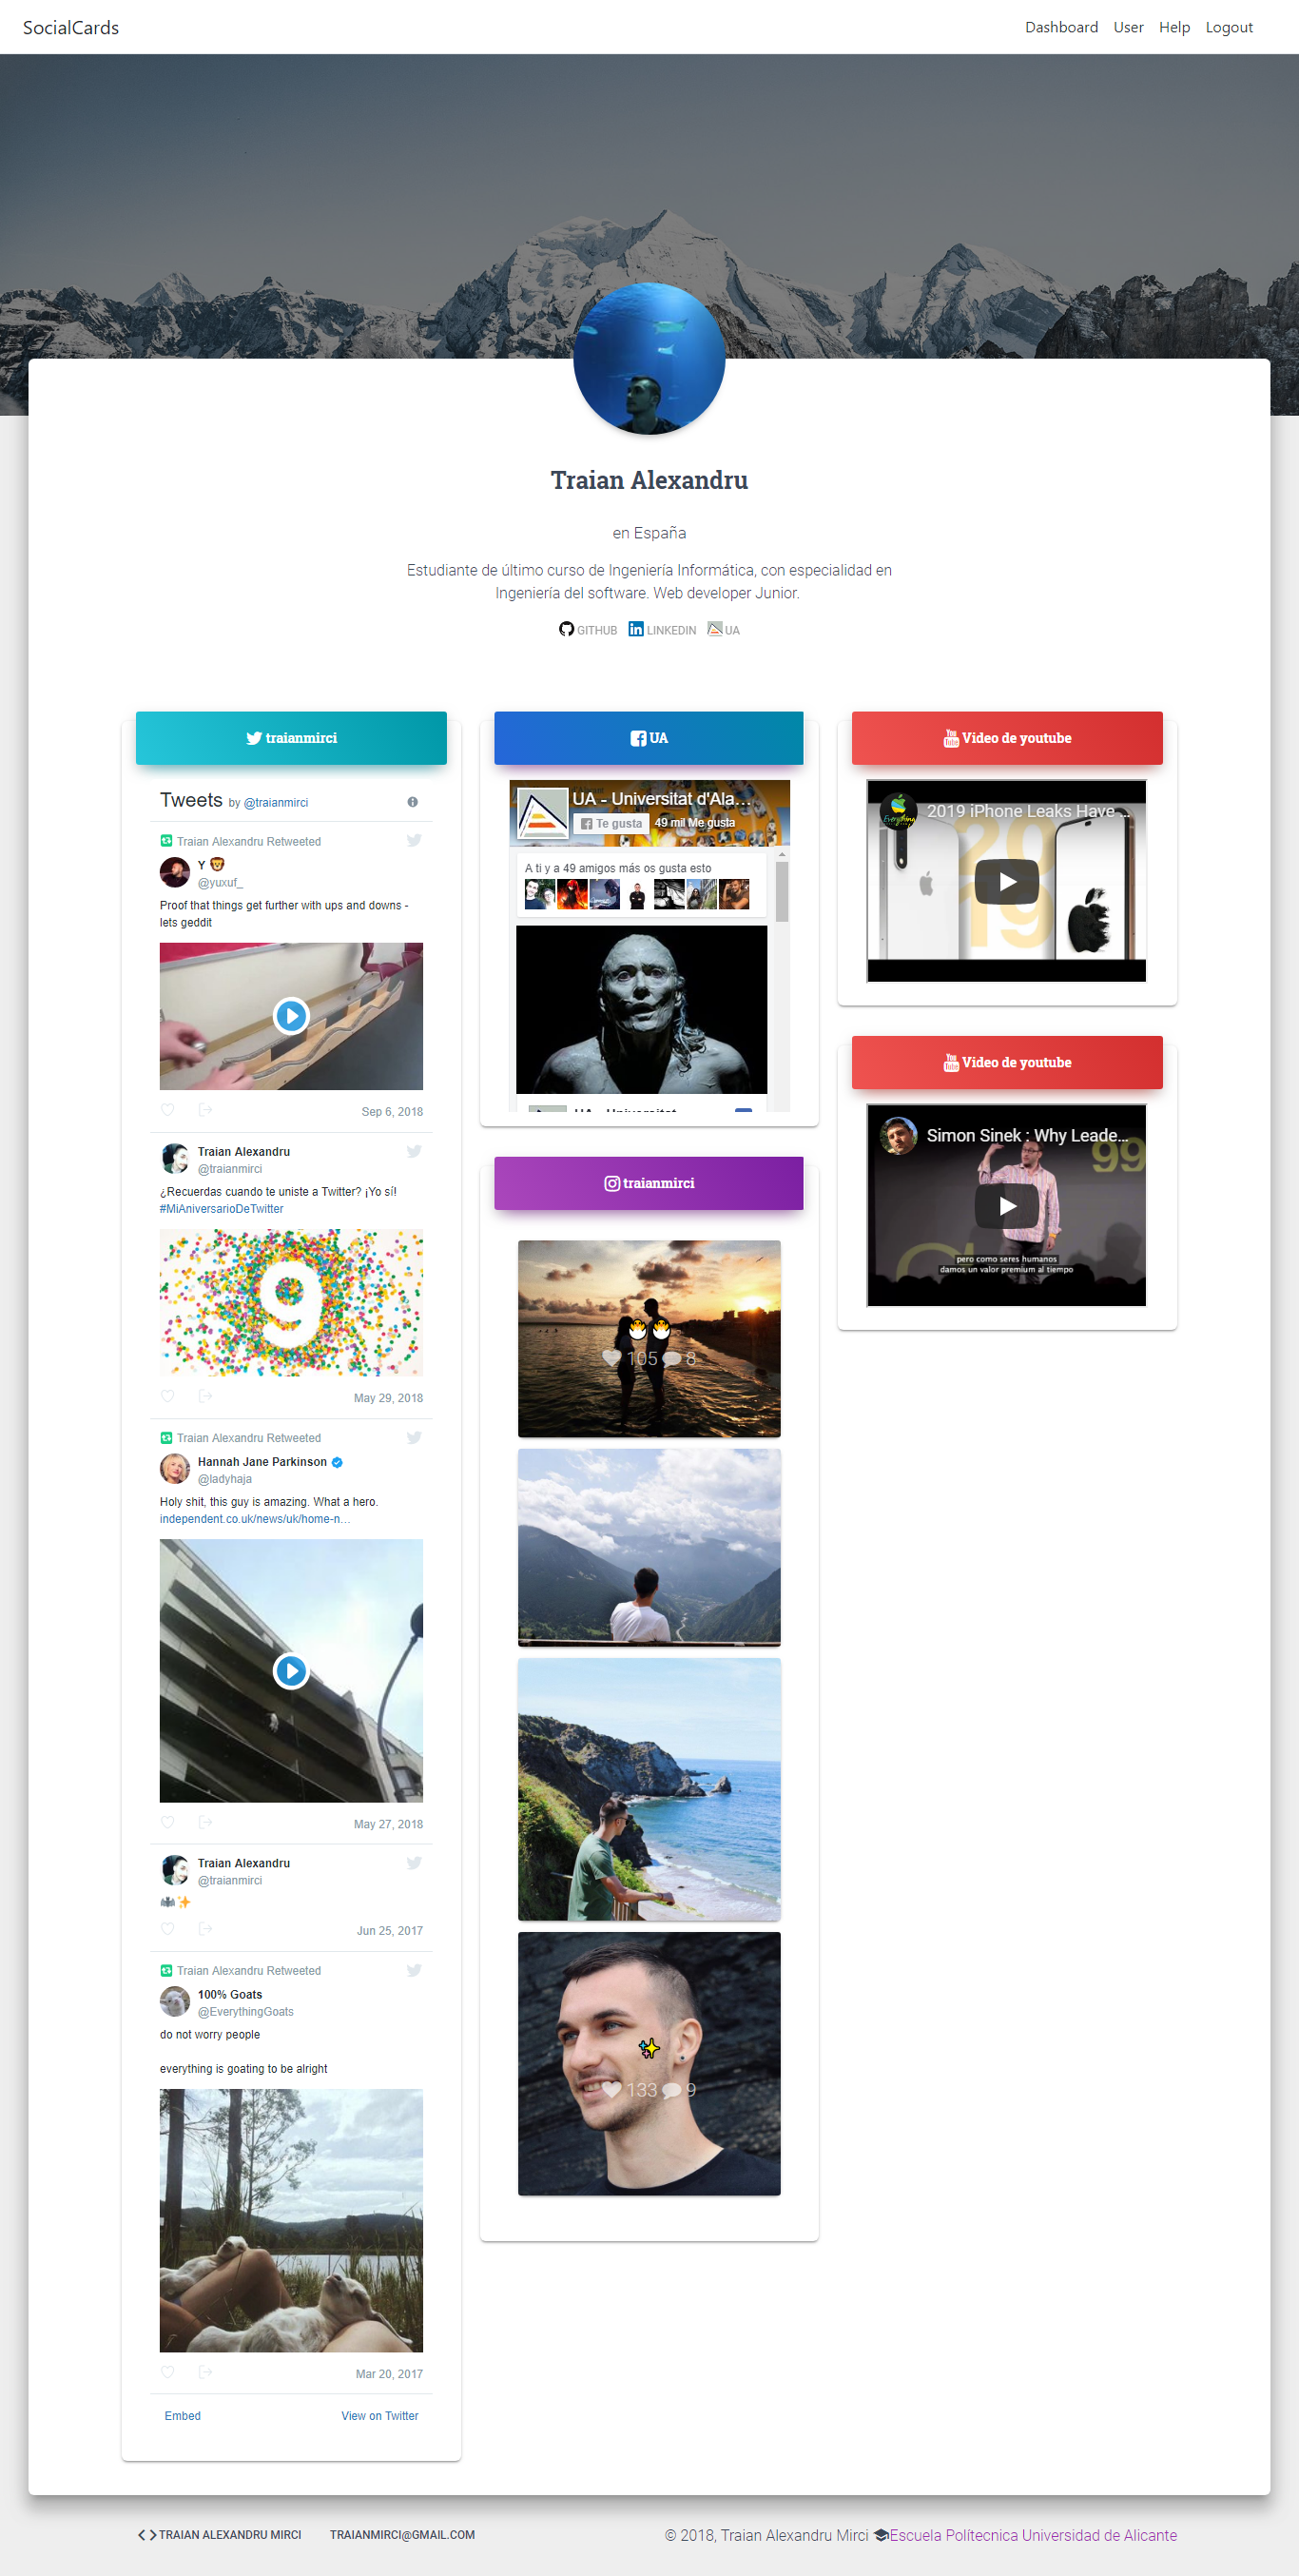 SocialCards
Dashboard User Help Logout
Traian Alexandru
en España
Estudiante de último curso de Ingeniería Informática, con especialidad en
Ingeniería del software. Web developer Junior.
GITHUB LINKEDIN UA
traianmirci
Tweets by @traianmirci
Traian Alexandru Retweeted
Y
@yuxuf_
Proof that things get further with ups and downs -
lets geddit
Sep 6, 2018
Traian Alexandru
@traianmirci
¿Recuerdas cuando te uniste a Twitter? ¡Yo sí!
#MiAniversarioDeTwitter
9
May 29, 2018
Traian Alexandru Retweeted
Hannah Jane Parkinson
@ladyhaja
Holy shit, this guy is amazing. What a hero.
independent.co.uk/news/uk/home-n…
May 27, 2018
Traian Alexandru
@traianmirci
Jun 25, 2017
Traian Alexandru Retweeted
100% Goats
@EverythingGoats
do not worry people
everything is goating to be alright
Mar 20, 2017
Embed View on Twitter
UA
UA - Universitat d'Ala…
Te gusta 49 mil Me gusta
A ti y a 49 amigos más os gusta esto
UA - Universitat
traianmirci
105 8
133 9
Video de youtube
2019 iPhone Leaks Have ...
2019
Video de youtube
Simon Sinek : Why Leade...
99
pero como seres humanos
damos un valor premium al tiempo
TRAIAN ALEXANDRU MIRCI TRAIANMIRCI@GMAIL.COM
© 2018, Traian Alexandru Mirci Escuela Polítecnica Universidad de Alicante